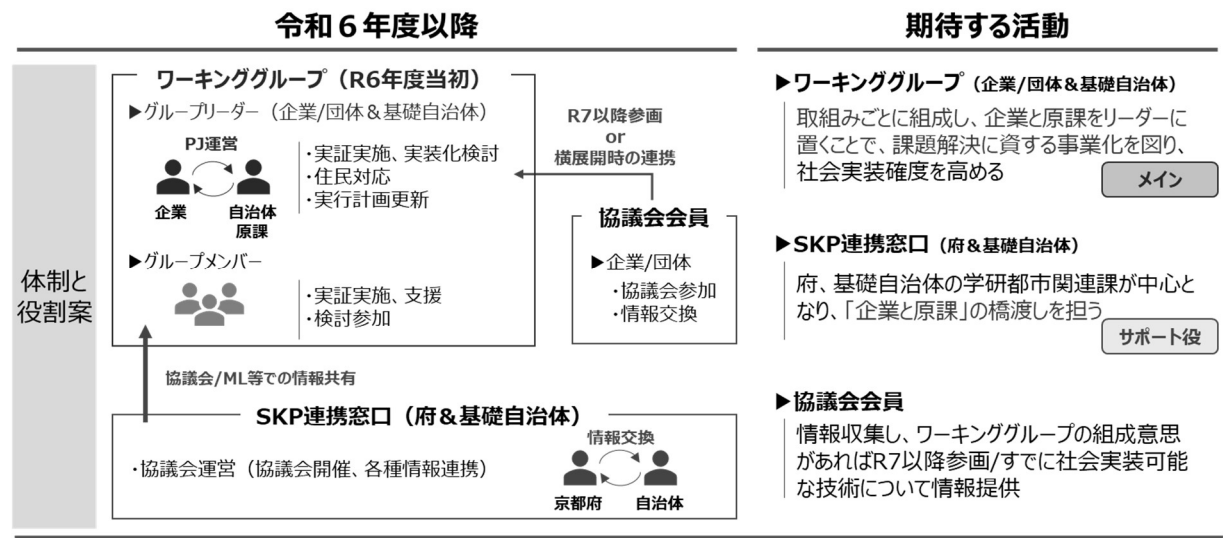 令和６年度以降
期待する活動
体制と
役割案
ワーキンググループ（R6年度当初）
▶グループリーダー（企業/団体＆基礎自治体）
PJ運営
企業
自治体
原課
・実証実施、実装化検討
・住民対応
・実行計画更新
▶グループメンバー
・実証実施、支援
・検討参加
R7以降参画
or
横展開時の連携
協議会会員
▶企業/団体
・協議会参加
・情報交換
協議会/ML等での情報共有
SKP連携窓口（府＆基礎自治体）
・協議会運営（協議会開催、各種情報連携）
情報交換
京都府
自治体
▶ワーキンググループ（企業/団体＆基礎自治体）
取組みごとに組成し、企業と原課をリーダーに
置くことで、課題解決に資する事業化を図り、
社会実装確度を高める
メイン
▶SKP連携窓口（府＆基礎自治体）
府、基礎自治体の学研都市関連課が中心と
なり、「企業と原課」の橋渡しを担う
サポート役
▶協議会会員
情報収集し、ワーキンググループの組成意思
があればR7以降参画/すでに社会実装可能
な技術について情報提供